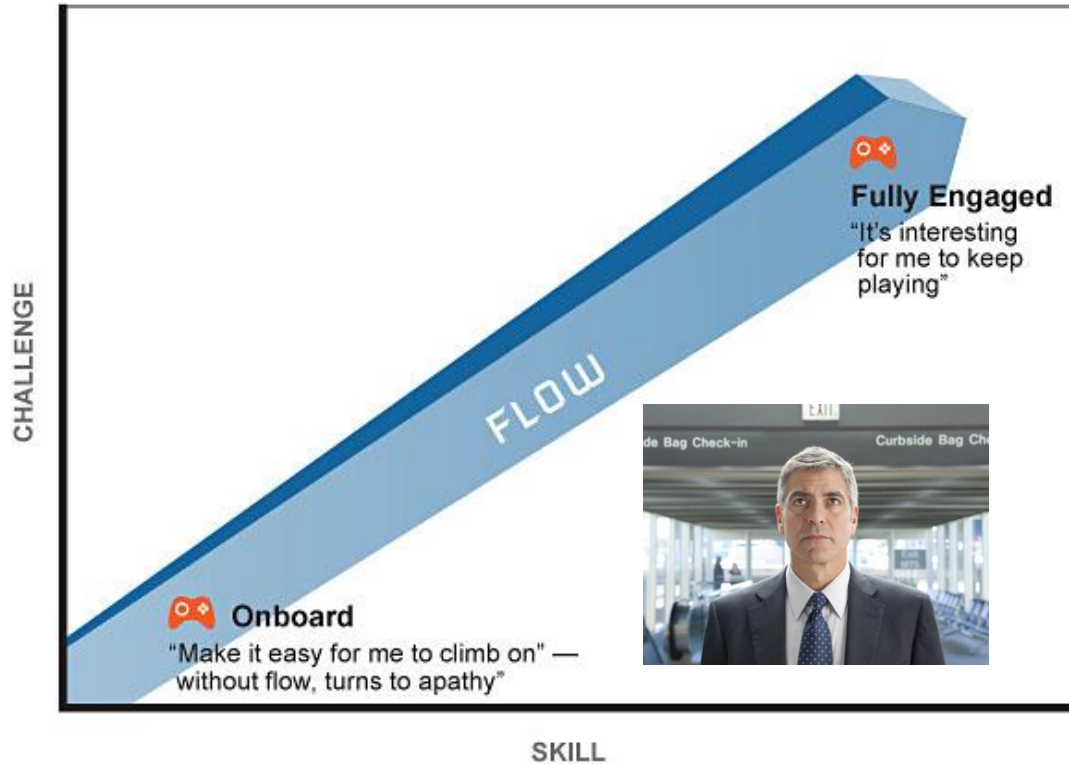 Fully Engaged
“It's interesting
for me to keep
playing”
CHALLENGE
FLOW
EXIT
de Bag Check-in
Curbside Bag Che
Onboard
“Make it easy for me to climb on” —
without flow, turns to apathy”
SKILL